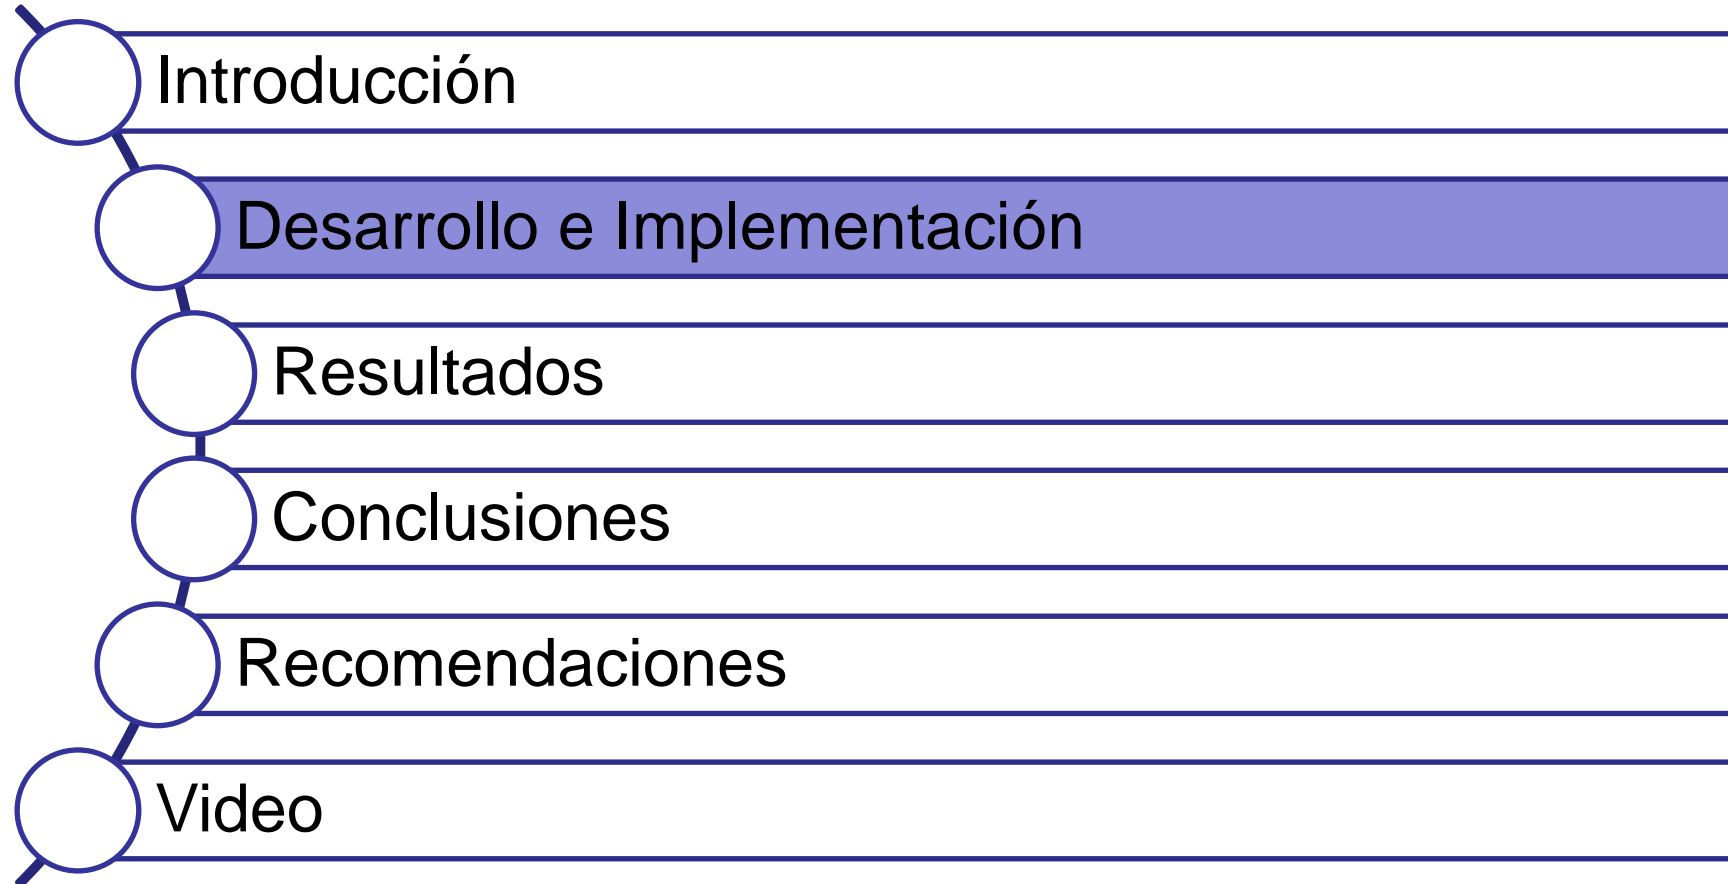 Introducción
Desarrollo e Implementación
Resultados
Conclusiones
Recomendaciones
Video